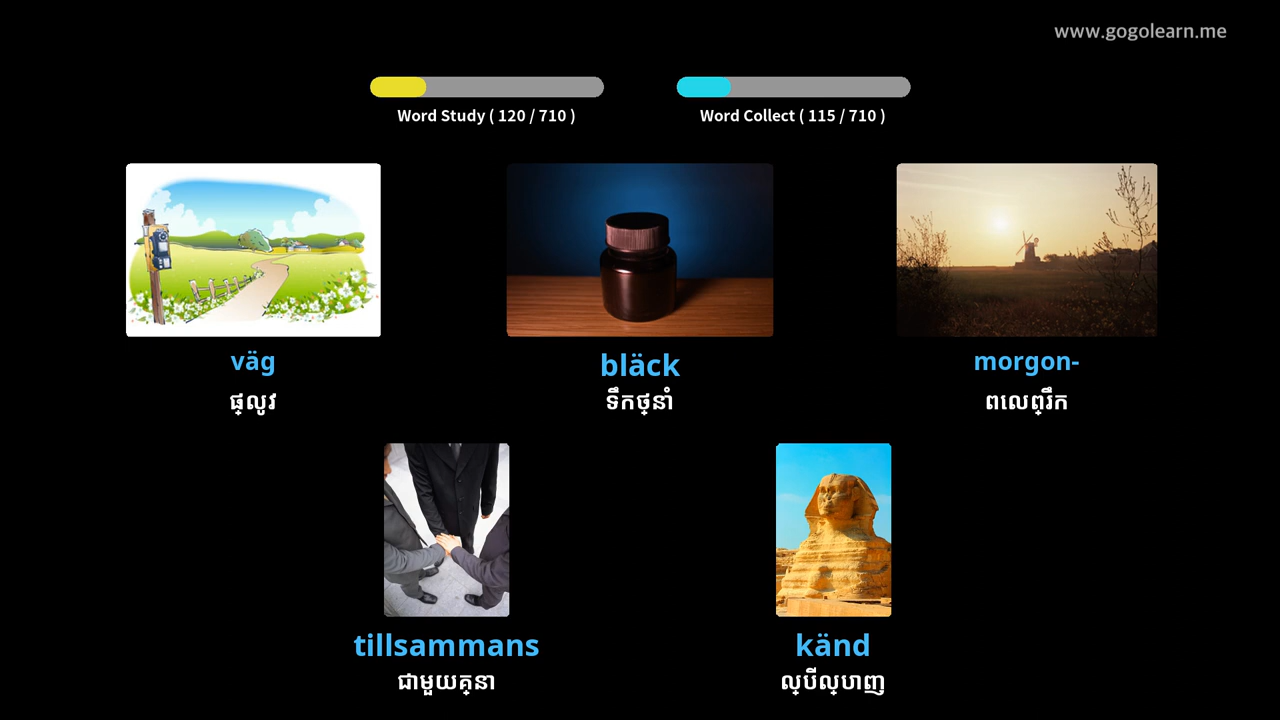 www.gogolearn.me
Word Study ( 120 / 710 )
Word Collect ( 115 / 710 )
väg
bläck
morgon-
ផ្លូវ
ទឹកថ្នាំ
ពលេព្រឹក
tillsammans
känd
ជាមួយគ្នា
ល្បីល្បាញ